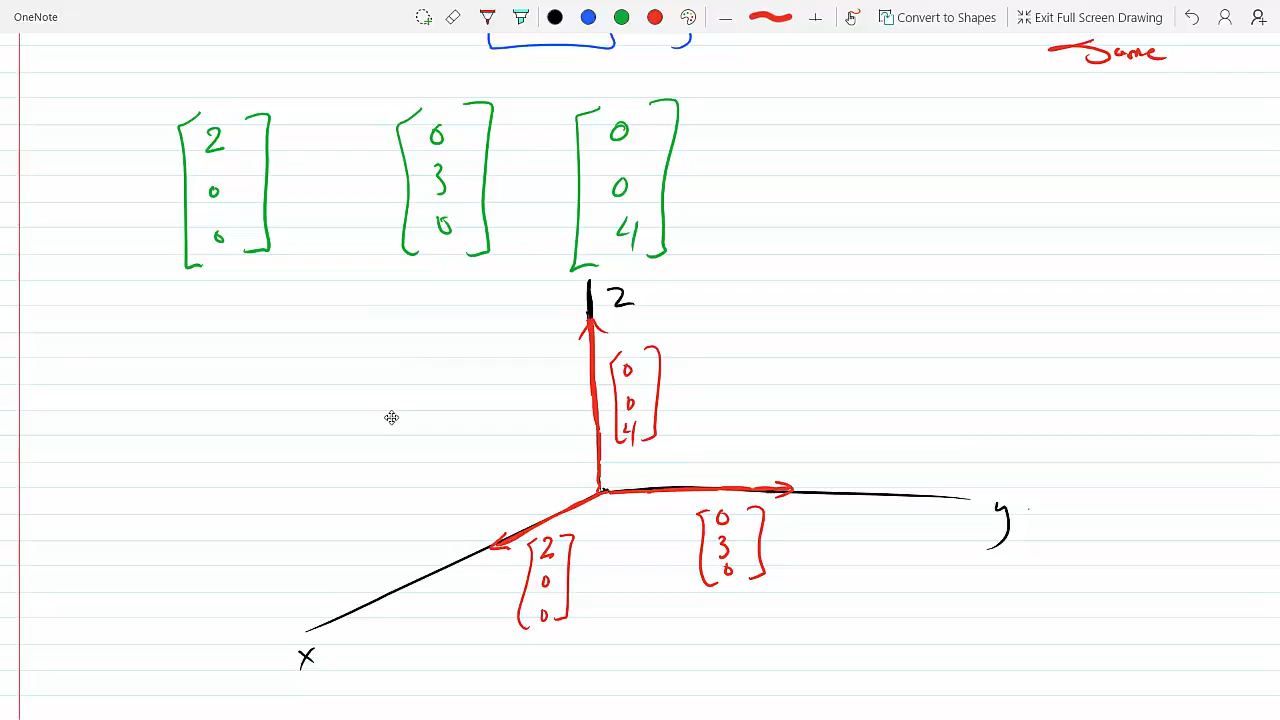 OneNote
Convert to Shapes
Exit Full Screen Drawing
Same
2 0 0
0 3 0
0 0 4
z
0 0 4
y
0 3 0
2 0 0
x